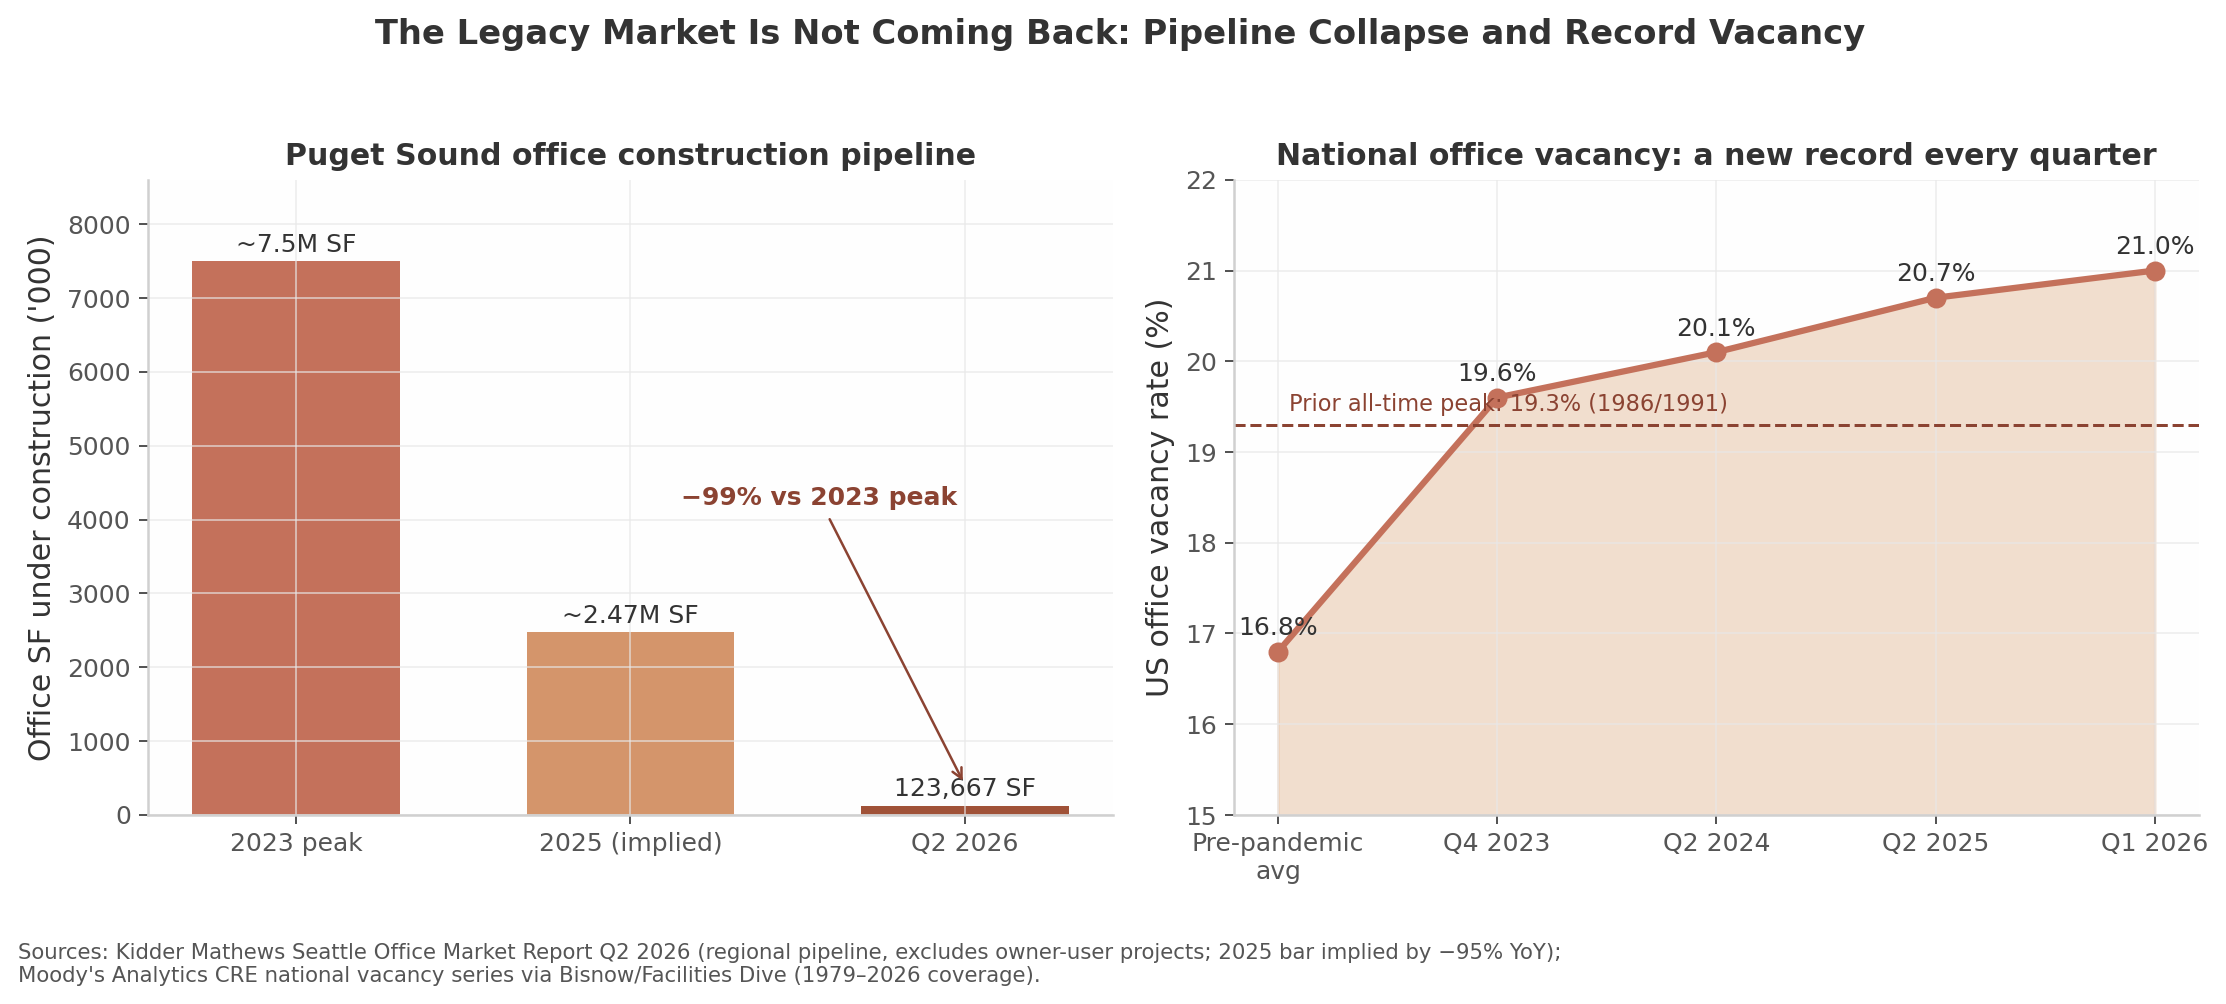 The Legacy Market Is Not Coming Back: Pipeline Collapse and Record Vacancy
Puget Sound office construction pipeline
Office SF under construction ('000)
8000
7000
6000
5000
4000
3000
2000
1000
0
~7.5M SF
~2.47M SF
−99% vs 2023 peak
123,667 SF
2023 peak
2025 (implied)
Q2 2026
National office vacancy: a new record every quarter
US office vacancy rate (%)
22
21
20
19
18
17
16
15
16.8%
19.6%
20.1%
20.7%
21.0%
Prior all-time peak: 19.3% (1986/1991)
Pre-pandemic
avg
Q4 2023
Q2 2024
Q2 2025
Q1 2026
Sources: Kidder Mathews Seattle Office Market Report Q2 2026 (regional pipeline, excludes owner-user projects; 2025 bar implied by −95% YoY);
Moody's Analytics CRE national vacancy series via Bisnow/Facilities Dive (1979–2026 coverage).